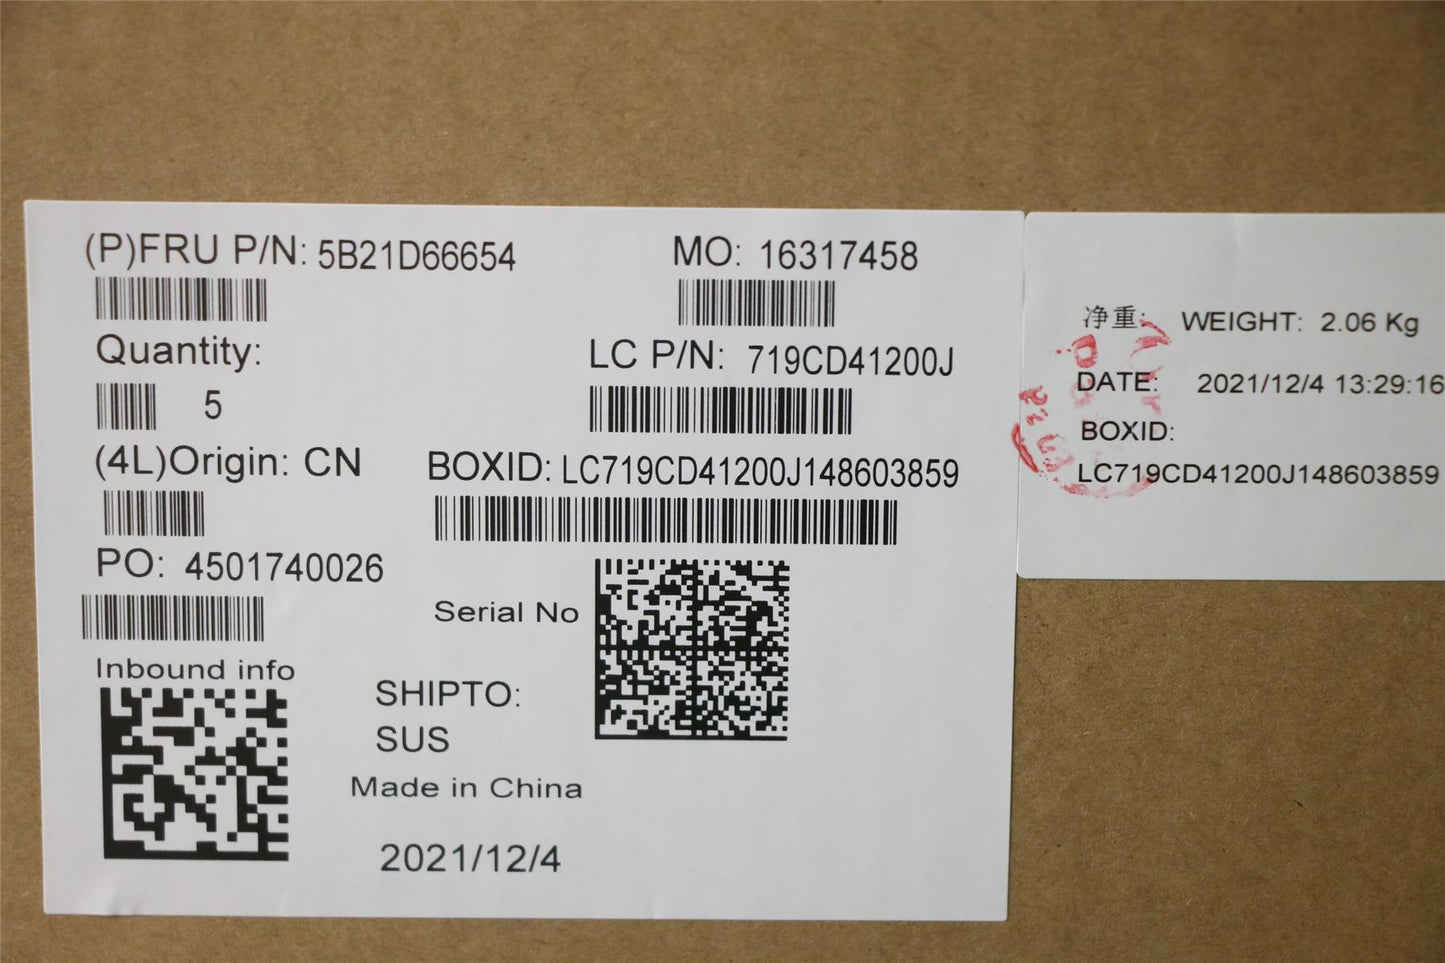 (P)FRU P/N: 5B21D66654
MO: 16317458
Quantity:
5
LC P/N: 719CD41200J
(4L)Origin: CN
BOXID: LC719CD41200J148603859
PO: 4501740026
Serial No
Inbound info
SHIPTO:
SUS
Made in China
2021/12/4
净重: WEIGHT: 2.06 Kg
DATE: 2021/12/4 13:29:16
BOXID:
LC719CD41200J148603859